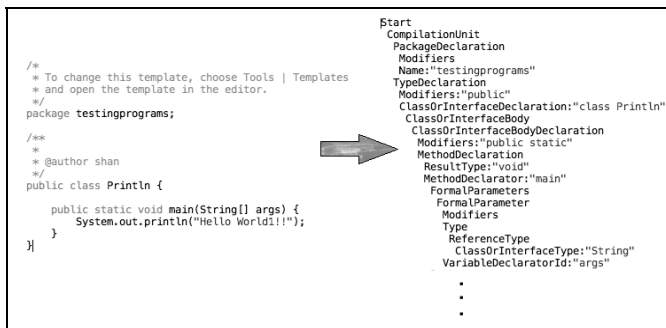 /*
 * To change this template, choose Tools | Templates
 * and open the template in the editor.
 */
package testingprograms;

/**
 *
 * @author shan
 */
public class Println {

    public static void main(String[] args) {
        System.out.println("Hello World1!!");
    }
}
Start
 CompilationUnit
  PackageDeclaration
   Modifiers
   Name:"testingprograms"
  TypeDeclaration
   Modifiers:"public"
   ClassOrInterfaceDeclaration:"class Println"
    ClassOrInterfaceBody
     ClassOrInterfaceBodyDeclaration
      Modifiers:"public static"
      MethodDeclaration
       ResultType:"void"
       MethodDeclarator:"main"
        FormalParameters
         FormalParameter
          Modifiers
          Type
           ReferenceType
            ClassOrInterfaceType:"String"
          VariableDeclaratorId:"args"
.
.
.